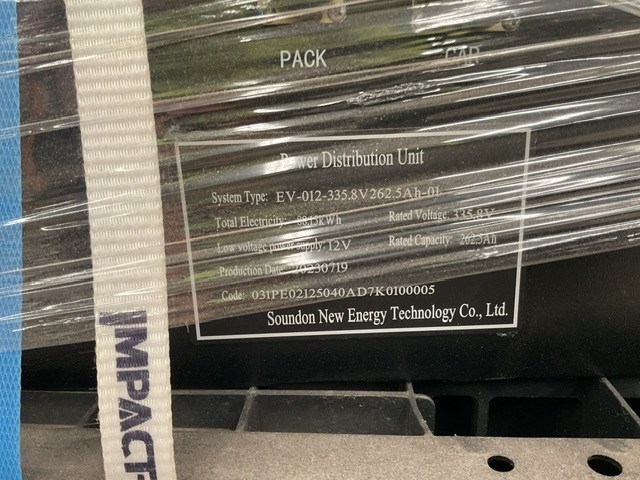 PACK CAR
Power Distribution Unit
System Type: EV-012-335.8V262.5Ah-01
Total Electricity: kWh Rated Voltage: 335.8V
Low voltage power supply: 12V Rated Capacity: 262.5Ah
Production Date: 20230719
Code: 031PE02125040AD7K0100005
Soundon New Energy Technology Co., Ltd.
IMPACT